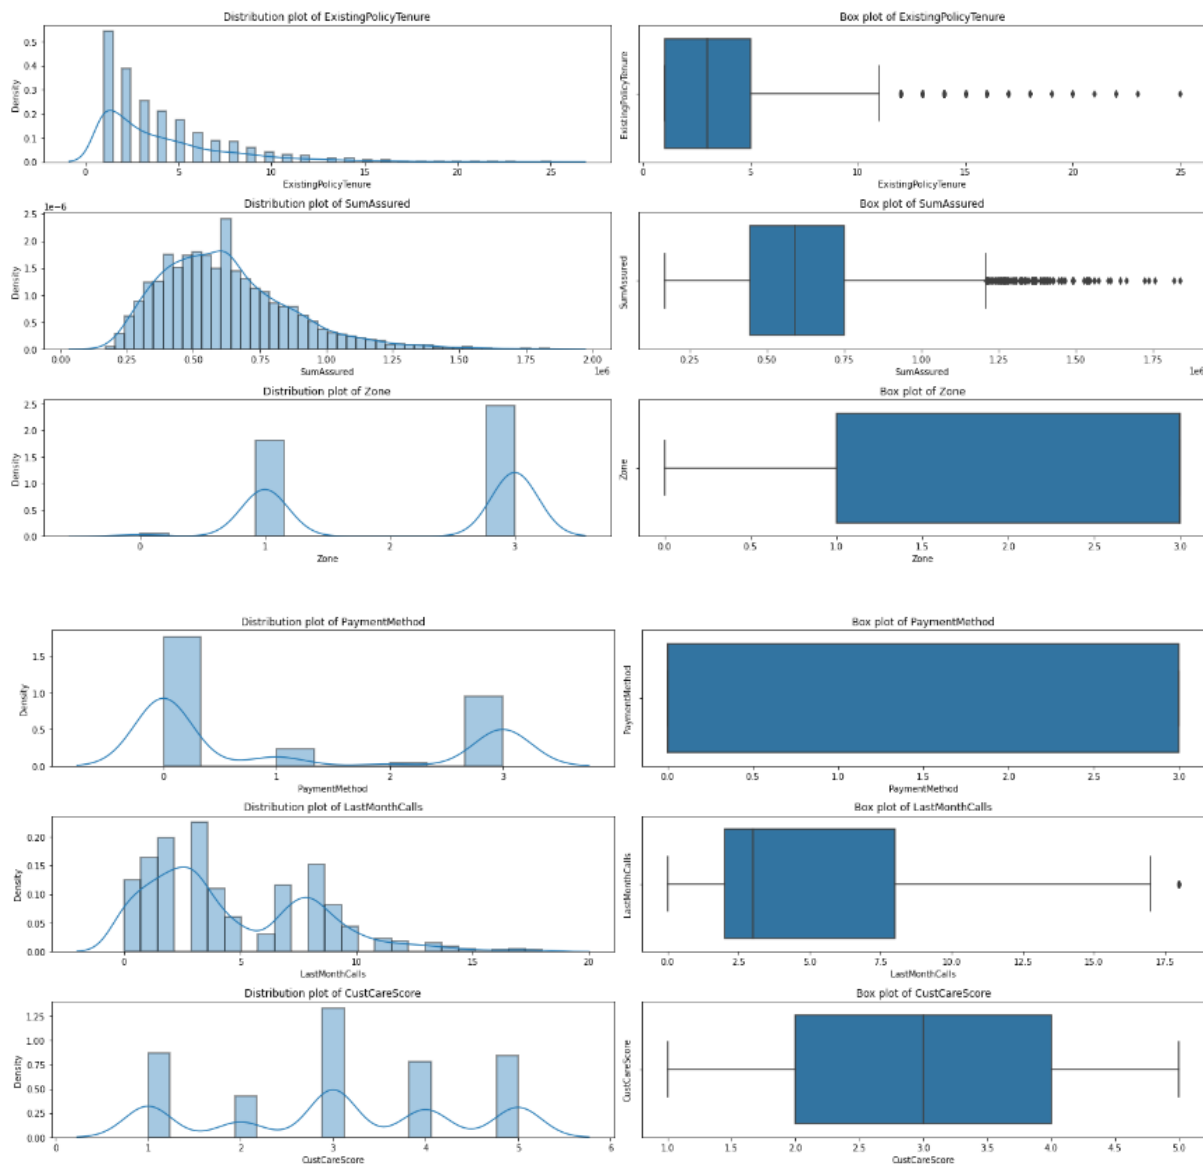 Distribution plot of ExistingPolicyTenure
0.5
0.4
0.3
0.2
0.1
0.0
Density
0 5 10 15 20 25
ExistingPolicyTenure
Box plot of ExistingPolicyTenure
ExistingPolicyTenure
0 5 10 15 20 25
ExistingPolicyTenure
Distribution plot of SumAssured
1e−6
2.5
2.0
1.5
1.0
0.5
0.0
Density
0.00 0.25 0.50 0.75 1.00 1.25 1.50 1.75 2.00
1e6
SumAssured
Box plot of SumAssured
SumAssured
0.25 0.50 0.75 1.00 1.25 1.50 1.75
1e6
SumAssured
Distribution plot of Zone
2.5
2.0
1.5
1.0
0.5
0.0
Density
0 1 2 3
Zone
Box plot of Zone
Zone
0.0 0.5 1.0 1.5 2.0 2.5 3.0
Zone
Distribution plot of PaymentMethod
1.5
1.0
0.5
0.0
Density
0 1 2 3
PaymentMethod
Box plot of PaymentMethod
PaymentMethod
0.0 0.5 1.0 1.5 2.0 2.5 3.0
PaymentMethod
Distribution plot of LastMonthCalls
0.20
0.15
0.10
0.05
0.00
Density
0 5 10 15 20
LastMonthCalls
Box plot of LastMonthCalls
LastMonthCalls
0.0 2.5 5.0 7.5 10.0 12.5 15.0 17.5
LastMonthCalls
Distribution plot of CustCareScore
1.25
1.00
0.75
0.50
0.25
0.00
Density
0 1 2 3 4 5 6
CustCareScore
Box plot of CustCareScore
CustCareScore
1.0 1.5 2.0 2.5 3.0 3.5 4.0 4.5 5.0
CustCareScore